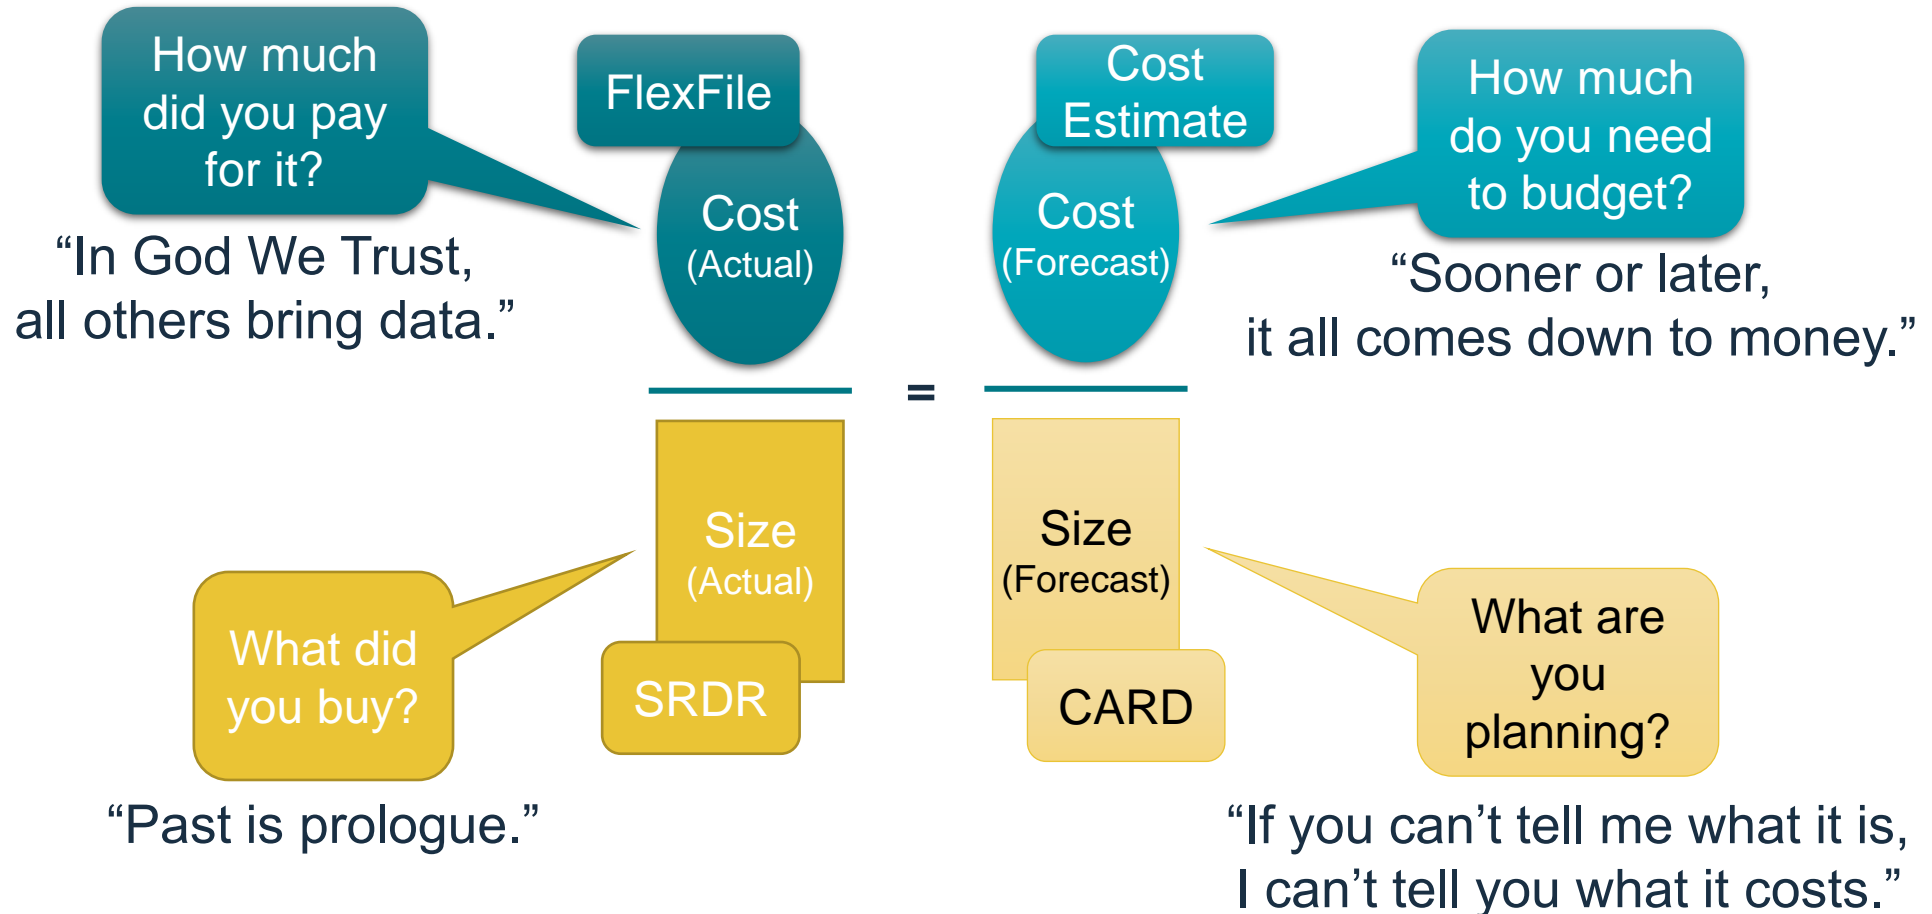 How much
did you pay
for it?
FlexFile
Cost
Estimate
How much
do you need
to budget?
Cost
(Actual)
Cost
(Forecast)
“In God We Trust,
all others bring data.”
“Sooner or later,
it all comes down to money.”
=
Size
(Actual)
Size
(Forecast)
What did
you buy?
SRDR
CARD
What are
you
planning?
“Past is prologue.”
“If you can’t tell me what it is,
I can’t tell you what it costs.”